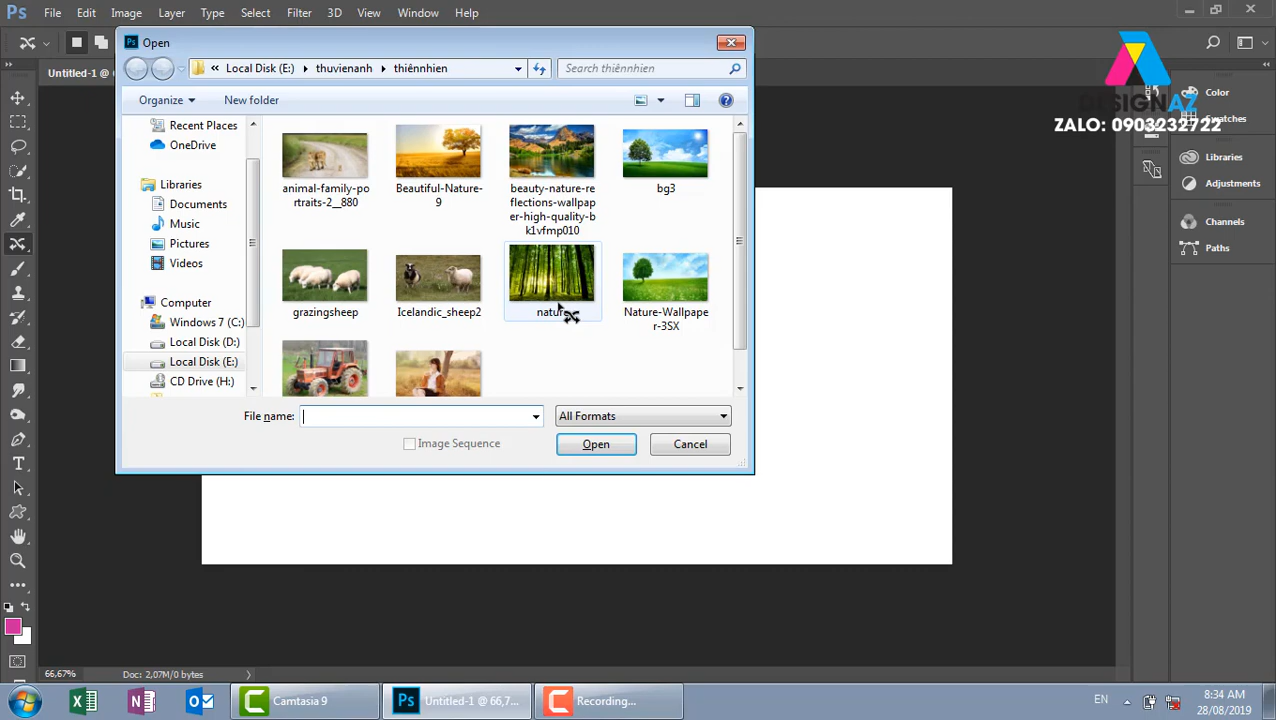 Ps File Edit Image Layer Type Select Filter 3D View Window Help
Ps Open
« Local Disk (E:) thuvienanh thiênnhien
Search thiênnhien
Organize New folder
Untitled-1 @
DESIGNAZ
ZALO: 0903232722
Color
Swatches
Libraries
Adjustments
Channels
Paths
Recent Places
OneDrive
Libraries
Documents
Music
Pictures
Videos
Computer
Windows 7 (C:)
Local Disk (D:)
Local Disk (E:)
CD Drive (H:)
animal-family-po
rtraits-2__880
Beautiful-Nature-
9
beauty-nature-re
flections-wallpap
er-high-quality-b
k1vfmp010
bg3
grazingsheep
Icelandic_sheep2
Nature-Wallpape
r-3SX
File name:
All Formats
Image Sequence
Open
Cancel
66,67% Doc: 2,07M/0 bytes
Camtasia 9
Ps Untitled-1 @ 66,7...
Recording...
EN
8:34 AM
28/08/2019